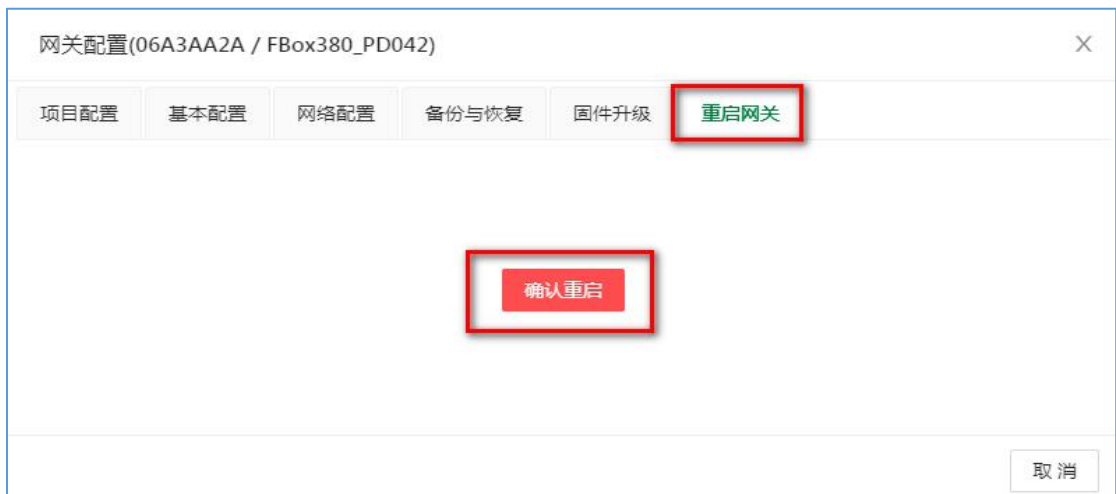 网关配置(06A3AA2A / FBox380_PD042)
项目配置 基本配置 网络配置 备份与恢复 固件升级 重启网关
确认重启
取 消